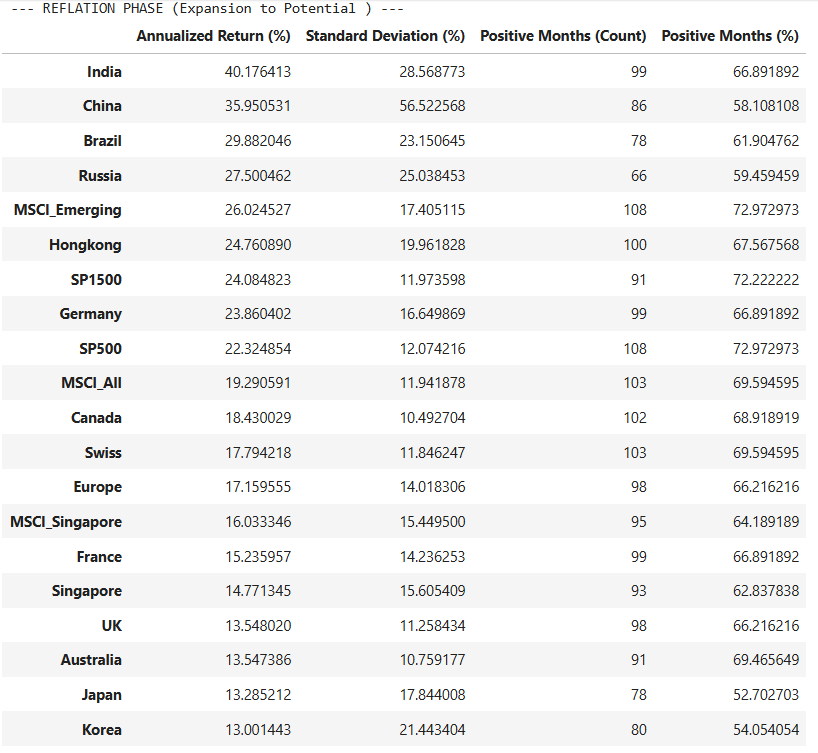 --- REFLATION PHASE (Expansion to Potential ) ---
Annualized Return (%) Standard Deviation (%) Positive Months (Count) Positive Months (%)
India 40.176413 28.568773 99 66.891892
China 35.950531 56.522568 86 58.108108
Brazil 29.882046 23.150645 78 61.904762
Russia 27.500462 25.038453 66 59.459459
MSCI_Emerging 26.024527 17.405115 108 72.972973
Hongkong 24.760890 19.961828 100 67.567568
SP1500 24.084823 11.973598 91 72.222222
Germany 23.860402 16.649869 99 66.891892
SP500 22.324854 12.074216 108 72.972973
MSCI_All 19.290591 11.941878 103 69.594595
Canada 18.430029 10.492704 102 68.918919
Swiss 17.794218 11.846247 103 69.594595
Europe 17.159555 14.018306 98 66.216216
MSCI_Singapore 16.033346 15.449500 95 64.189189
France 15.235957 14.236253 99 66.891892
Singapore 14.771345 15.605409 93 62.837838
UK 13.548020 11.258434 98 66.216216
Australia 13.547386 10.759177 91 69.465649
Japan 13.285212 17.844008 78 52.702703
Korea 13.001443 21.443404 80 54.054054